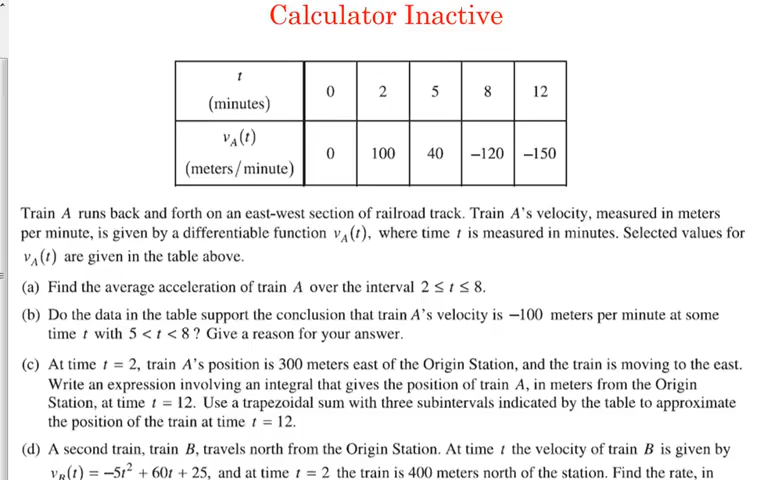 Calculator Inactive
t
(minutes) 0 2 5 8 12
v_A(t)
(meters/minute) 0 100 40 −120 −150
Train A runs back and forth on an east-west section of railroad track. Train A's velocity, measured in meters
per minute, is given by a differentiable function v_A(t), where time t is measured in minutes. Selected values for
v_A(t) are given in the table above.
(a) Find the average acceleration of train A over the interval 2 ≤ t ≤ 8.
(b) Do the data in the table support the conclusion that train A's velocity is −100 meters per minute at some
time t with 5 < t < 8 ? Give a reason for your answer.
(c) At time t = 2, train A's position is 300 meters east of the Origin Station, and the train is moving to the east.
Write an expression involving an integral that gives the position of train A, in meters from the Origin
Station, at time t = 12. Use a trapezoidal sum with three subintervals indicated by the table to approximate
the position of the train at time t = 12.
(d) A second train, train B, travels north from the Origin Station. At time t the velocity of train B is given by
v_B(t) = −5t² + 60t + 25, and at time t = 2 the train is 400 meters north of the station. Find the rate, in